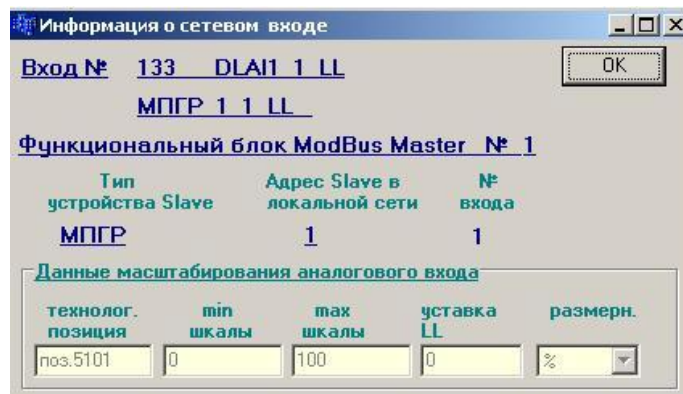 Информация о сетевом входе
Вход № 133 DLAI1 1 LL
OK
МПГР 1 1 LL
Функциональный блок ModBus Master № 1
Тип устройства Slave
Адрес Slave в локальной сети
№ входа
МПГР 1 1
Данные масштабирования аналогового входа
технолог. позиция
min шкалы
max шкалы
уставка LL
размерн.
поз.5101 0 100 0 %